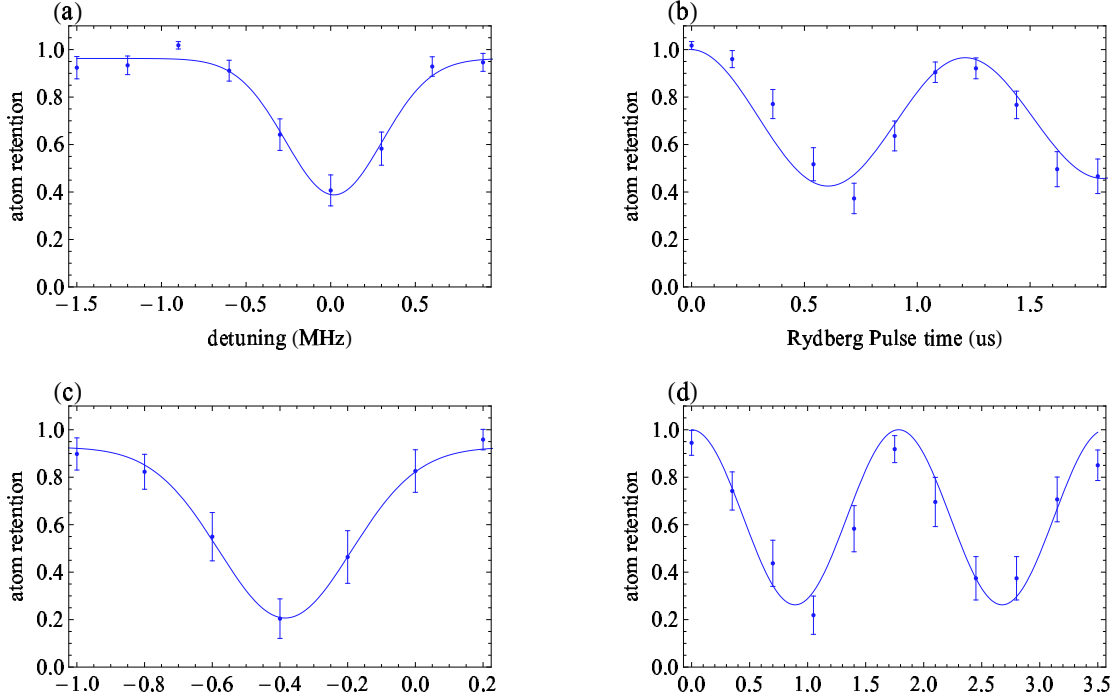 (a)
atom retention
1.0
0.8
0.6
0.4
0.2
0.0
−1.5 −1.0 −0.5 0.0 0.5
detuning (MHz)
(b)
atom retention
1.0
0.8
0.6
0.4
0.2
0.0
0.0 0.5 1.0 1.5
Rydberg Pulse time (us)
(c)
atom retention
1.0
0.8
0.6
0.4
0.2
0.0
−1.0 −0.8 −0.6 −0.4 −0.2 0.0 0.2
(d)
atom retention
1.0
0.8
0.6
0.4
0.2
0.0
0.0 0.5 1.0 1.5 2.0 2.5 3.0 3.5